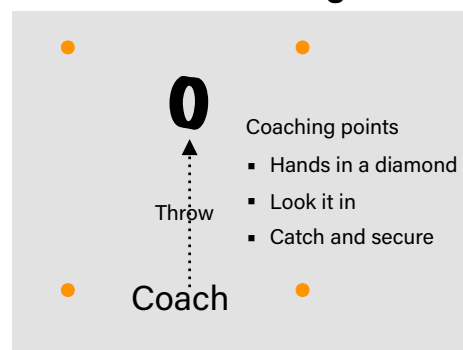 Coaching points
▪ Hands in a diamond
▪ Look it in
Throw
▪ Catch and secure
Coach